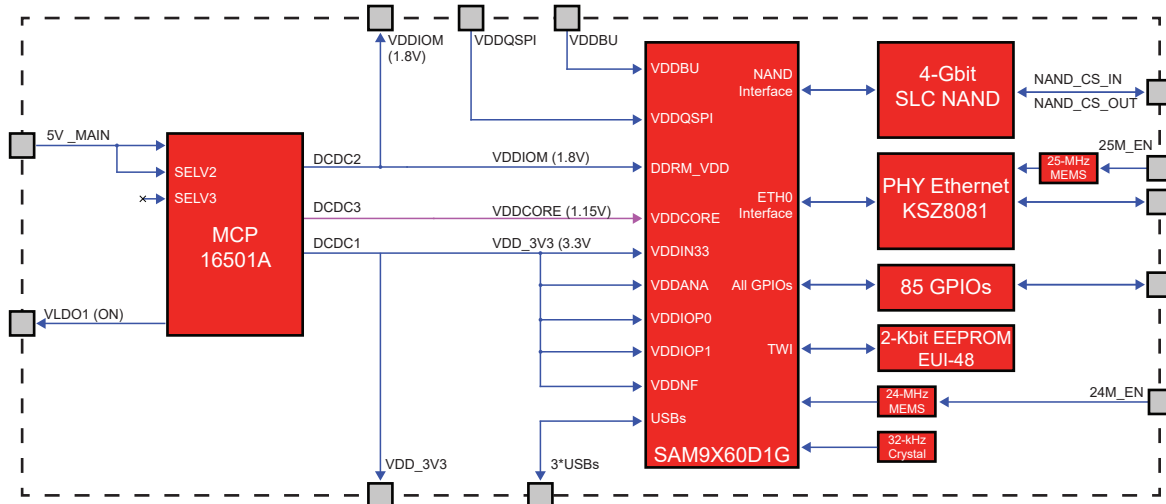 VDDIOM
(1.8V)
VDDQSPI
VDDBU
5V _MAIN
SELV2
SELV3
MCP
16501A
VLDO1 (ON)
DCDC2
DCDC3
DCDC1
VDDIOM (1.8V)
VDDCORE (1.15V)
VDD_3V3 (3.3V
VDD_3V3
3*USBs
VDDBU
VDDQSPI
DDRM_VDD
VDDCORE
VDDIN33
VDDANA
VDDIOP0
VDDIOP1
VDDNF
USBs
NAND
Interface
ETH0
Interface
All GPIOs
TWI
SAM9X60D1G
4-Gbit
SLC NAND
NAND_CS_IN
NAND_CS_OUT
25M_EN
25-MHz
MEMS
PHY Ethernet
KSZ8081
85 GPIOs
2-Kbit EEPROM
EUI-48
24-MHz
MEMS
24M_EN
32-kHz
Crystal